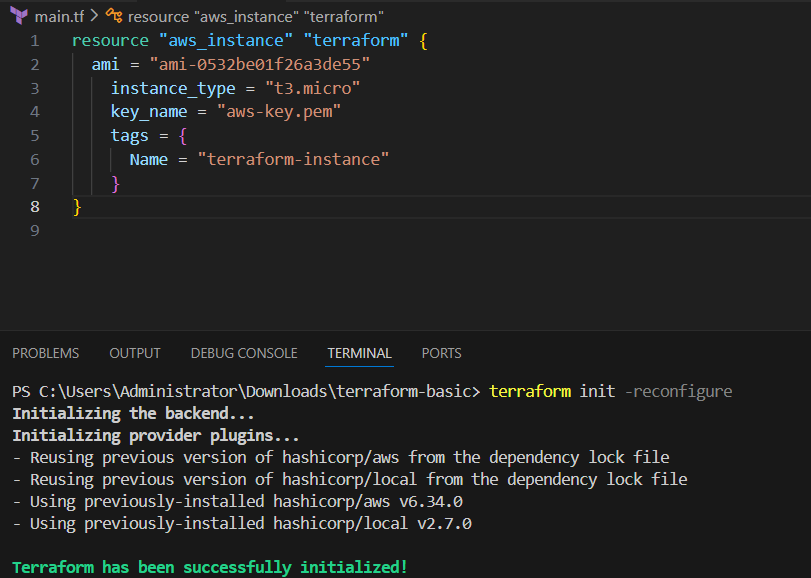 main.tf > resource "aws_instance" "terraform"
1 resource "aws_instance" "terraform" {
2 ami = "ami-0532be01f26a3de55"
3 instance_type = "t3.micro"
4 key_name = "aws-key.pem"
5 tags = {
6 Name = "terraform-instance"
7 }
8 }
9
PROBLEMS OUTPUT DEBUG CONSOLE TERMINAL PORTS
PS C:\Users\Administrator\Downloads\terraform-basic> terraform init -reconfigure
Initializing the backend...
Initializing provider plugins...
- Reusing previous version of hashicorp/aws from the dependency lock file
- Reusing previous version of hashicorp/local from the dependency lock file
- Using previously-installed hashicorp/aws v6.34.0
- Using previously-installed hashicorp/local v2.7.0
Terraform has been successfully initialized!